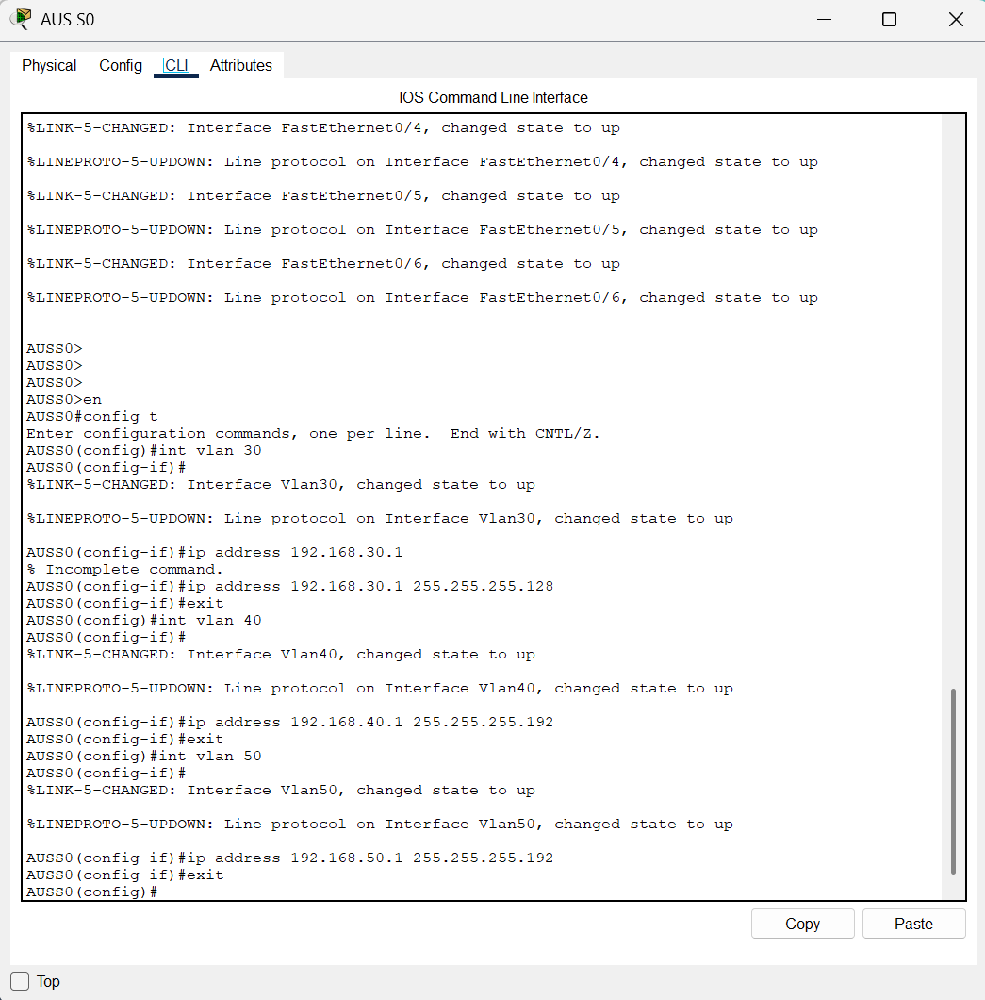 AUS S0
Physical Config CLI Attributes
IOS Command Line Interface
%LINK-5-CHANGED: Interface FastEthernet0/4, changed state to up
%LINEPROTO-5-UPDOWN: Line protocol on Interface FastEthernet0/4, changed state to up
%LINK-5-CHANGED: Interface FastEthernet0/5, changed state to up
%LINEPROTO-5-UPDOWN: Line protocol on Interface FastEthernet0/5, changed state to up
%LINK-5-CHANGED: Interface FastEthernet0/6, changed state to up
%LINEPROTO-5-UPDOWN: Line protocol on Interface FastEthernet0/6, changed state to up
AUSS0>
AUSS0>
AUSS0>
AUSS0>en
AUSS0#config t
Enter configuration commands, one per line.  End with CNTL/Z.
AUSS0(config)#int vlan 30
AUSS0(config-if)#
%LINK-5-CHANGED: Interface Vlan30, changed state to up
%LINEPROTO-5-UPDOWN: Line protocol on Interface Vlan30, changed state to up
AUSS0(config-if)#ip address 192.168.30.1
% Incomplete command.
AUSS0(config-if)#ip address 192.168.30.1 255.255.255.128
AUSS0(config-if)#exit
AUSS0(config)#int vlan 40
AUSS0(config-if)#
%LINK-5-CHANGED: Interface Vlan40, changed state to up
%LINEPROTO-5-UPDOWN: Line protocol on Interface Vlan40, changed state to up
AUSS0(config-if)#ip address 192.168.40.1 255.255.255.192
AUSS0(config-if)#exit
AUSS0(config)#int vlan 50
AUSS0(config-if)#
%LINK-5-CHANGED: Interface Vlan50, changed state to up
%LINEPROTO-5-UPDOWN: Line protocol on Interface Vlan50, changed state to up
AUSS0(config-if)#ip address 192.168.50.1 255.255.255.192
AUSS0(config-if)#exit
AUSS0(config)#
Copy Paste
Top